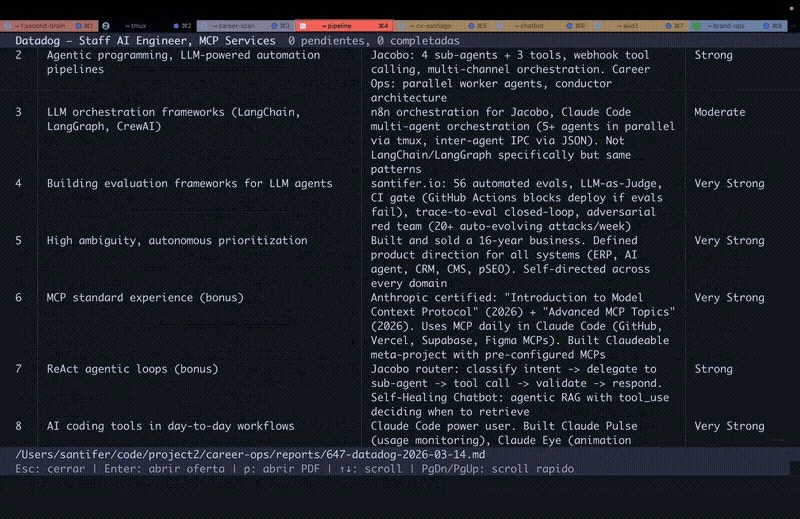 1:second-brain ⌘1
tmux ⌘2
career-scan ⌘3
pipeline ⌘4
cv-santiago ⌘5
chatbot ⌘6
audit ⌘7
brand-ops ⌘8
Datadog — Staff AI Engineer, MCP Services 0 pendientes, 0 completadas
2 Agentic programming, LLM-powered automation Jacobo: 4 sub-agents + 3 tools, webhook tool Strong
pipelines calling, multi-channel orchestration. Career
Ops: parallel worker agents, conductor
architecture
3 LLM orchestration frameworks (LangChain, n8n orchestration for Jacobo, Claude Code Moderate
LangGraph, CrewAI) multi-agent orchestration (5+ agents in parallel
via tmux, inter-agent IPC via JSON). Not
LangChain/LangGraph specifically but same
patterns
4 Building evaluation frameworks for LLM agents santifer.io: 56 automated evals, LLM-as-Judge, Very Strong
CI gate (GitHub Actions blocks deploy if evals
fail), trace-to-eval closed-loop, adversarial
red team (20+ auto-evolving attacks/week)
5 High ambiguity, autonomous prioritization Built and sold a 16-year business. Defined Very Strong
product direction for all systems (ERP, AI
agent, CRM, CMS, pSEO). Self-directed across
every domain
6 MCP standard experience (bonus) Anthropic certified: "Introduction to Model Very Strong
Context Protocol" (2026) + "Advanced MCP Topics"
(2026). Uses MCP daily in Claude Code (GitHub,
Vercel, Supabase, Figma MCPs). Built Claudeable
meta-project with pre-configured MCPs
7 ReAct agentic loops (bonus) Jacobo router: classify intent -> delegate to Strong
sub-agent -> tool call -> validate -> respond.
Self-Healing Chatbot: agentic RAG with tool_use
deciding when to retrieve
8 AI coding tools in day-to-day workflows Claude Code power user. Built Claude Pulse Very Strong
(usage monitoring), Claude Eye (animation
/Users/santifer/code/project2/career-ops/reports/647-datadog-2026-03-14.md
Esc: cerrar | Enter: abrir oferta | p: abrir PDF | ↑↓: scroll | PgDn/PgUp: scroll rapido